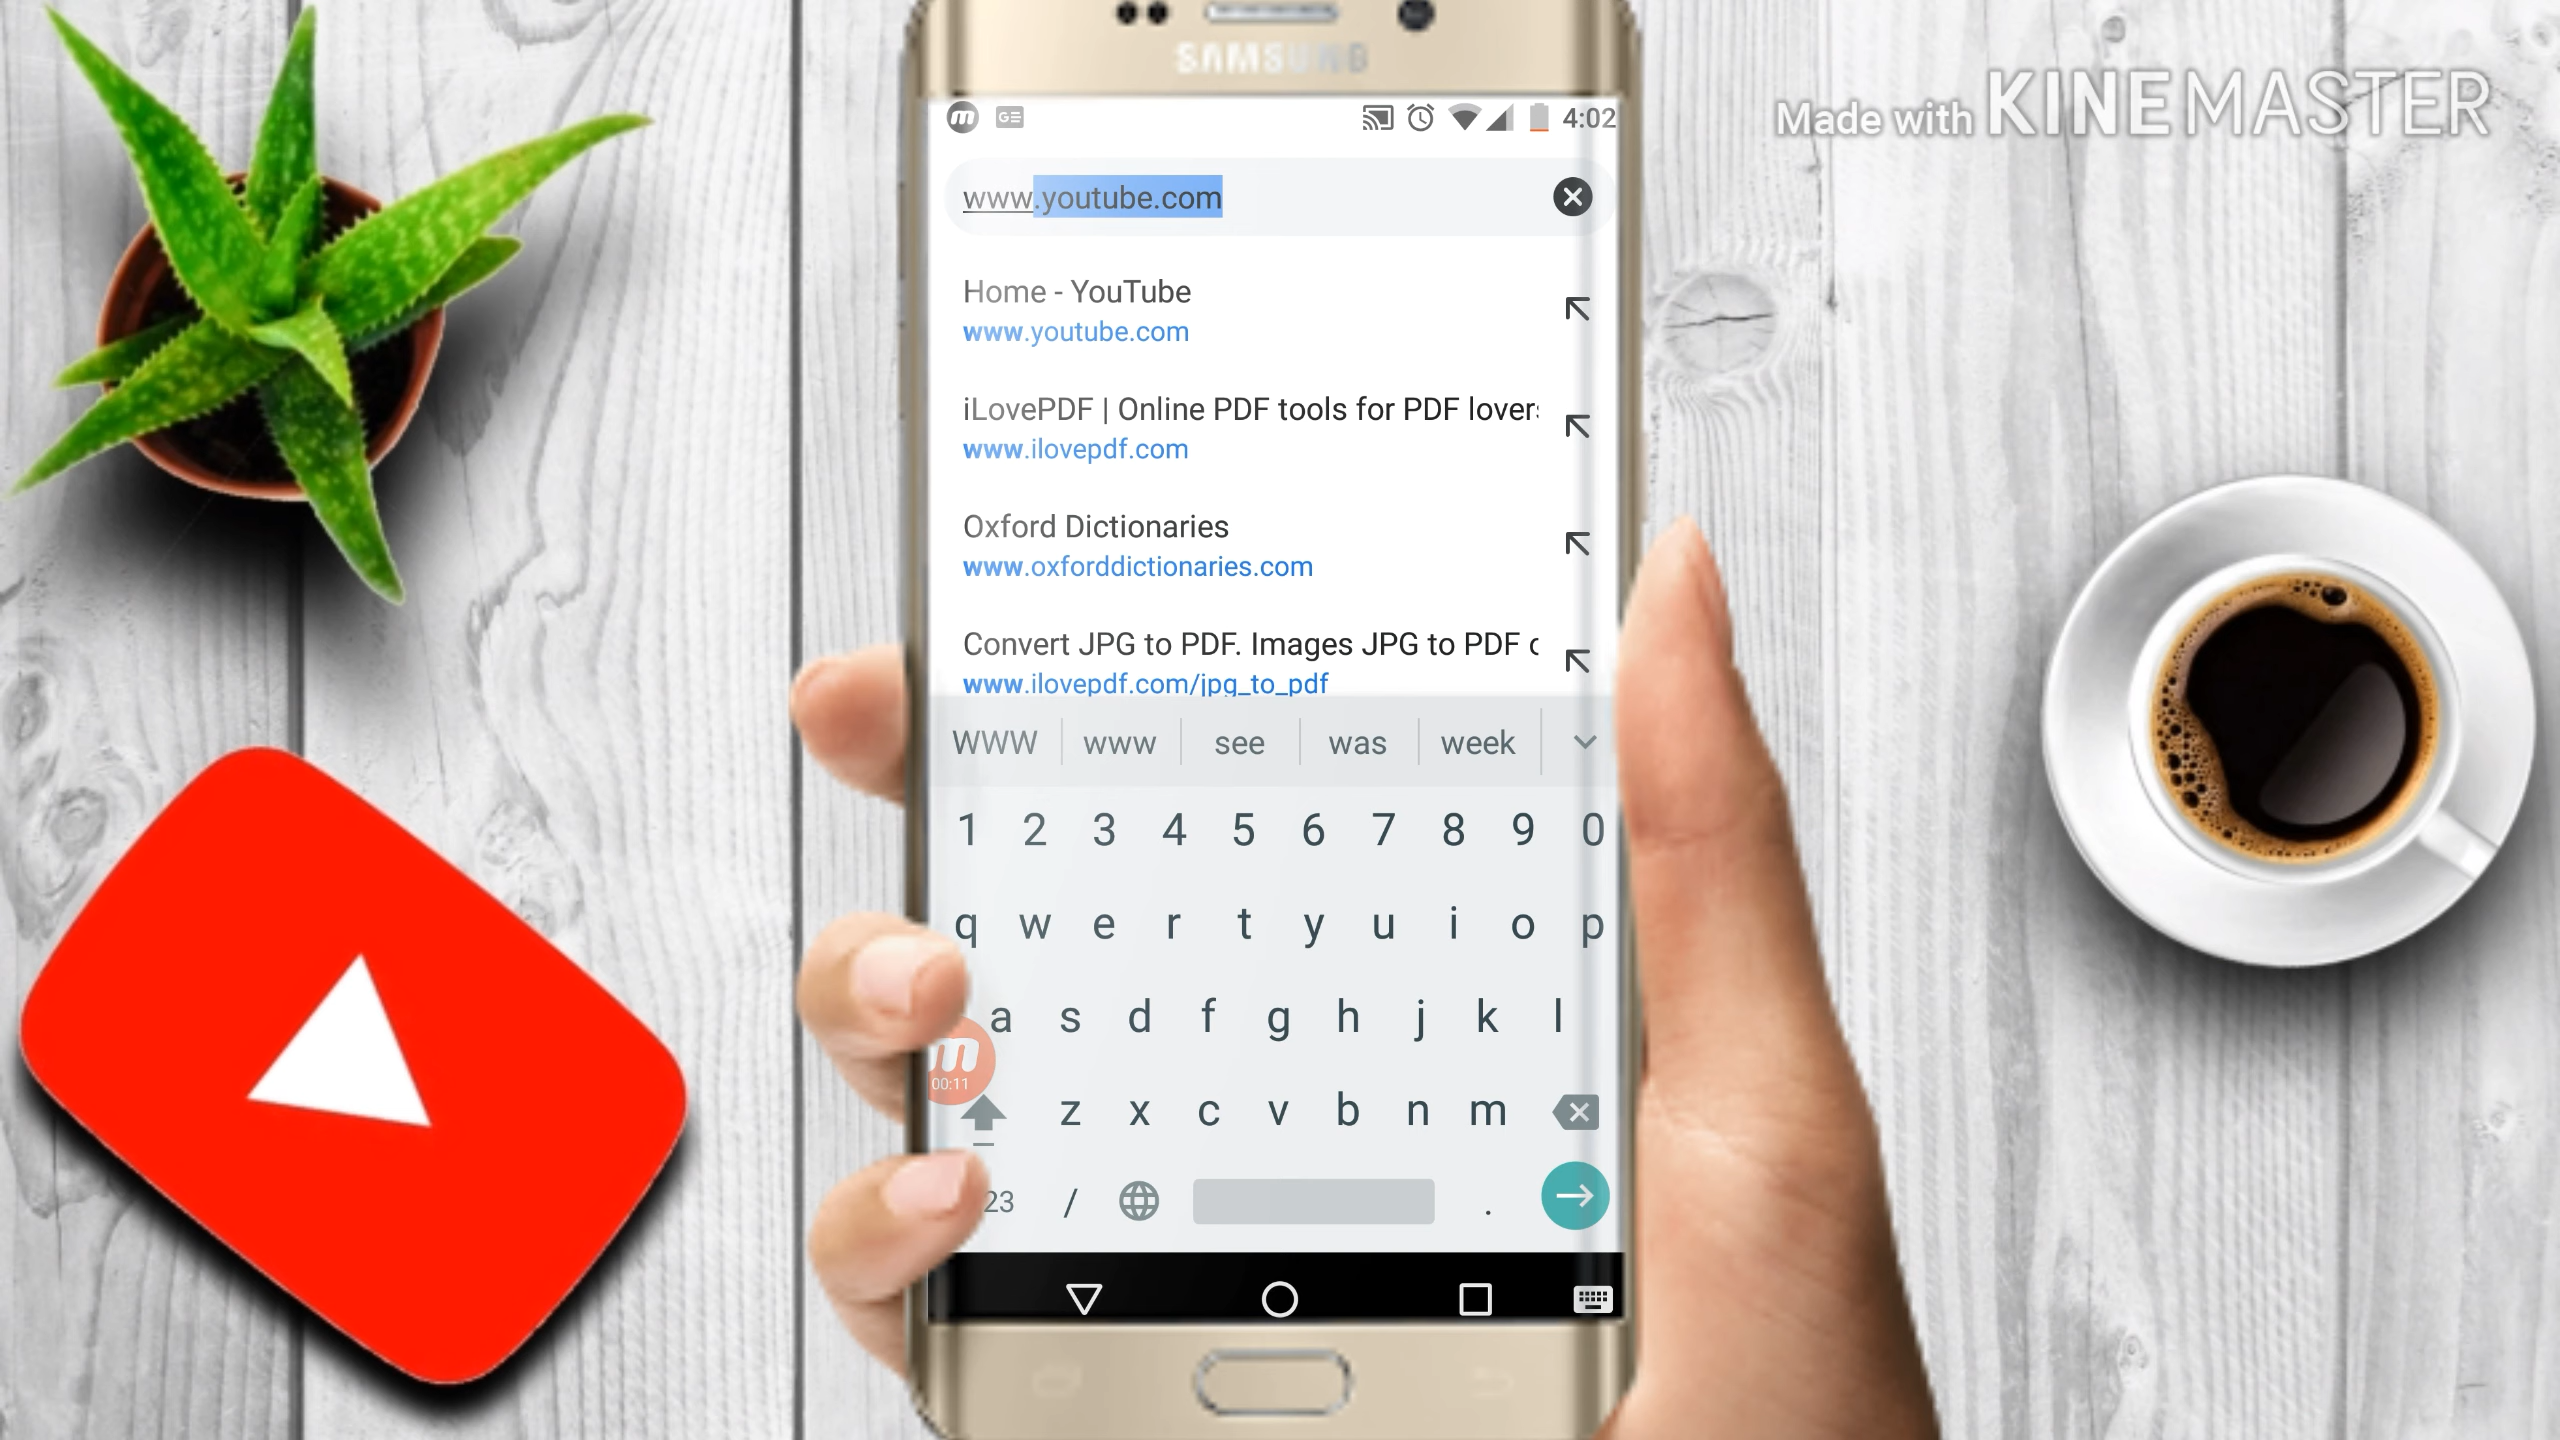 SAMSUNG
Made with KINEMASTER
m GE 4:02
www.youtube.com
Home - YouTube
www.youtube.com
iLovePDF | Online PDF tools for PDF lovers
www.ilovepdf.com
Oxford Dictionaries
www.oxforddictionaries.com
Convert JPG to PDF. Images JPG to PDF
www.ilovepdf.com/jpg_to_pdf
WWW www see was week
1 2 3 4 5 6 7 8 9 0
q w e r t y u i o p
a s d f g h j k l
m
00:11
z x c v b n m
23 / .